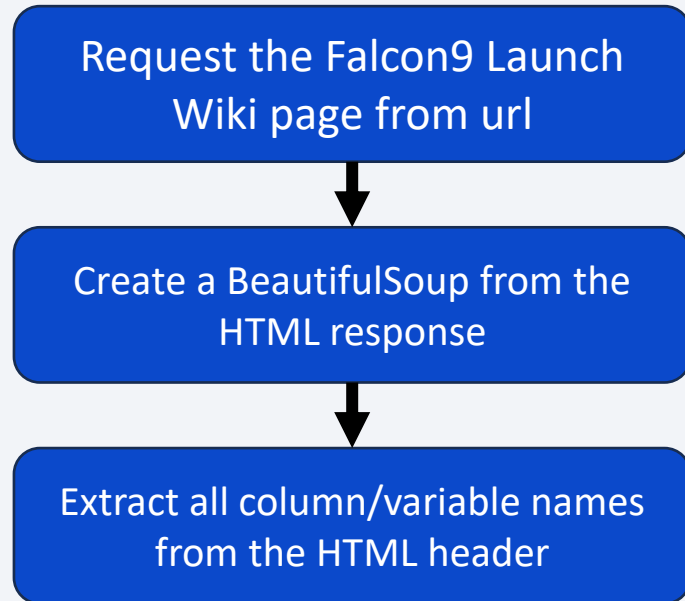 Request the Falcon9 Launch
Wiki page from url
Create a BeautifulSoup from the
HTML response
Extract all column/variable names
from the HTML header